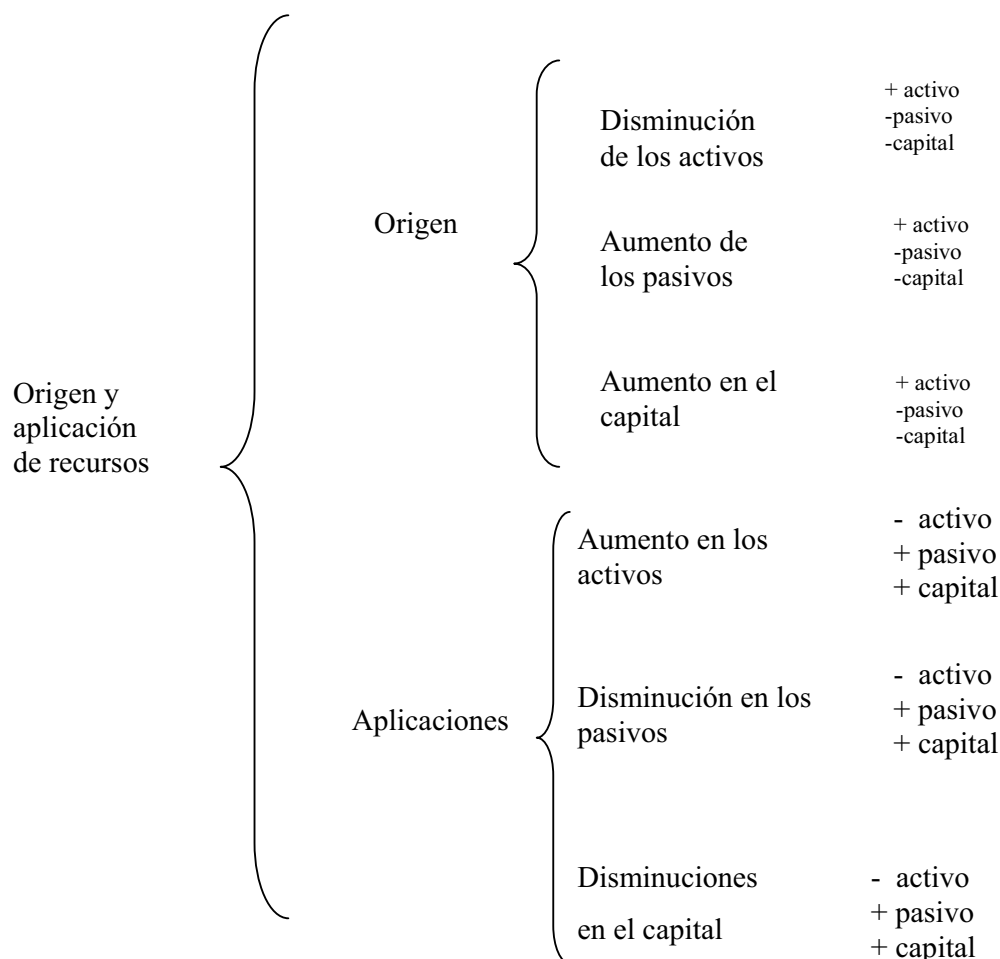 Origen y
aplicación
de recursos
Origen
Disminución
de los activos
+ activo
-pasivo
-capital
Aumento de
los pasivos
+ activo
-pasivo
-capital
Aumento en el
capital
+ activo
-pasivo
-capital
Aplicaciones
Aumento en los
activos
- activo
+ pasivo
+ capital
Disminución en los
pasivos
- activo
+ pasivo
+ capital
Disminuciones
en el capital
- activo
+ pasivo
+ capital